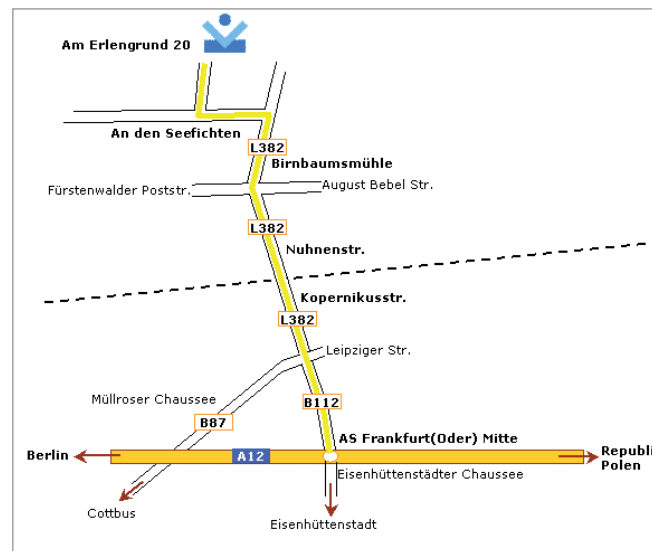 Am Erlengrund 20
An den Seefichten
L382
Birnbaumsmühle
Fürstenwalder Poststr.
August Bebel Str.
L382
Nuhnenstr.
Kopernikusstr.
L382
Leipziger Str.
Müllroser Chaussee
B112
B87
AS Frankfurt(Oder) Mitte
Berlin
A12
Republi
Polen
Eisenhüttenstädter Chaussee
Cottbus
Eisenhüttenstadt